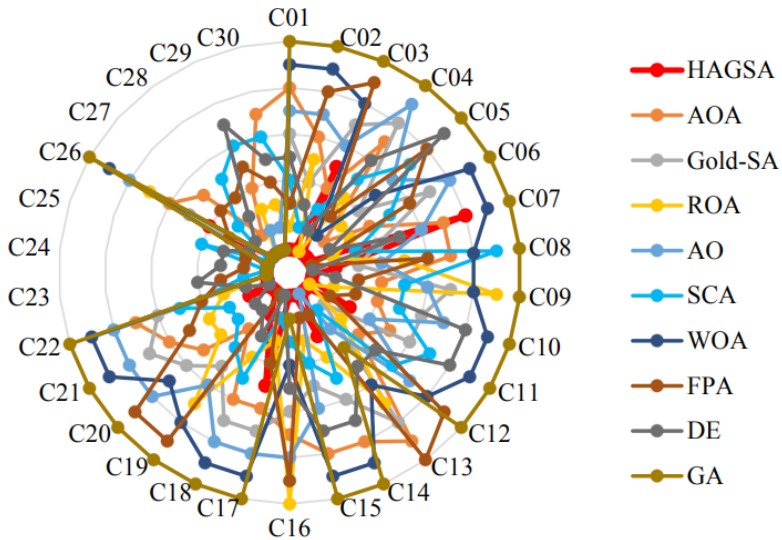 C01
C02
C03
C04
C05
C06
C07
C08
C09
C10
C11
C12
C13
C14
C15
C16
C17
C18
C19
C20
C21
C22
C23
C24
C25
C26
C27
C28
C29
C30
HAGSA
AOA
Gold-SA
ROA
AO
SCA
WOA
FPA
DE
GA